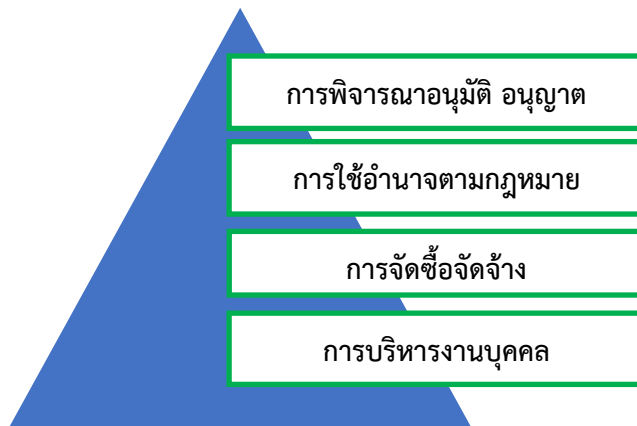 การพิจารณาอนุมัติ อนุญาต
การใช้อำนาจตามกฎหมาย
การจัดซื้อจัดจ้าง
การบริหารงานบุคคล